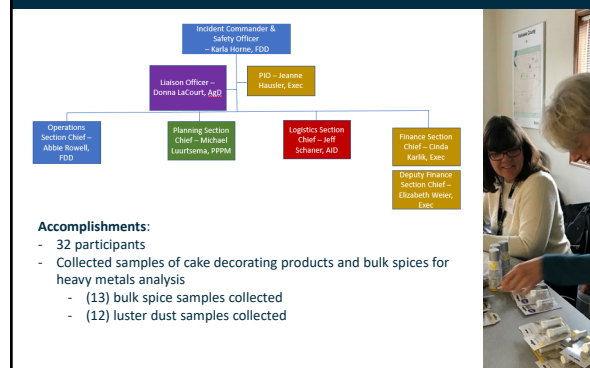 Incident Commander &
Safety Officer
– Karla Horne, FDD
Liaison Officer –
Donna LaCourt, AgD
PIO – Jeanne
Hausler, Exec
Operations
Section Chief –
Abbie Rowell,
FDD
Planning Section
Chief – Michael
Luurtsema, PPPM
Logistics Section
Chief – Jeff
Schaner, AID
Finance Section
Chief – Cinda
Karlik, Exec
Deputy Finance
Section Chief –
Elizabeth Weier,
Exec
Accomplishments:
- 32 participants
- Collected samples of cake decorating products and bulk spices for
heavy metals analysis
- (13) bulk spice samples collected
- (12) luster dust samples collected